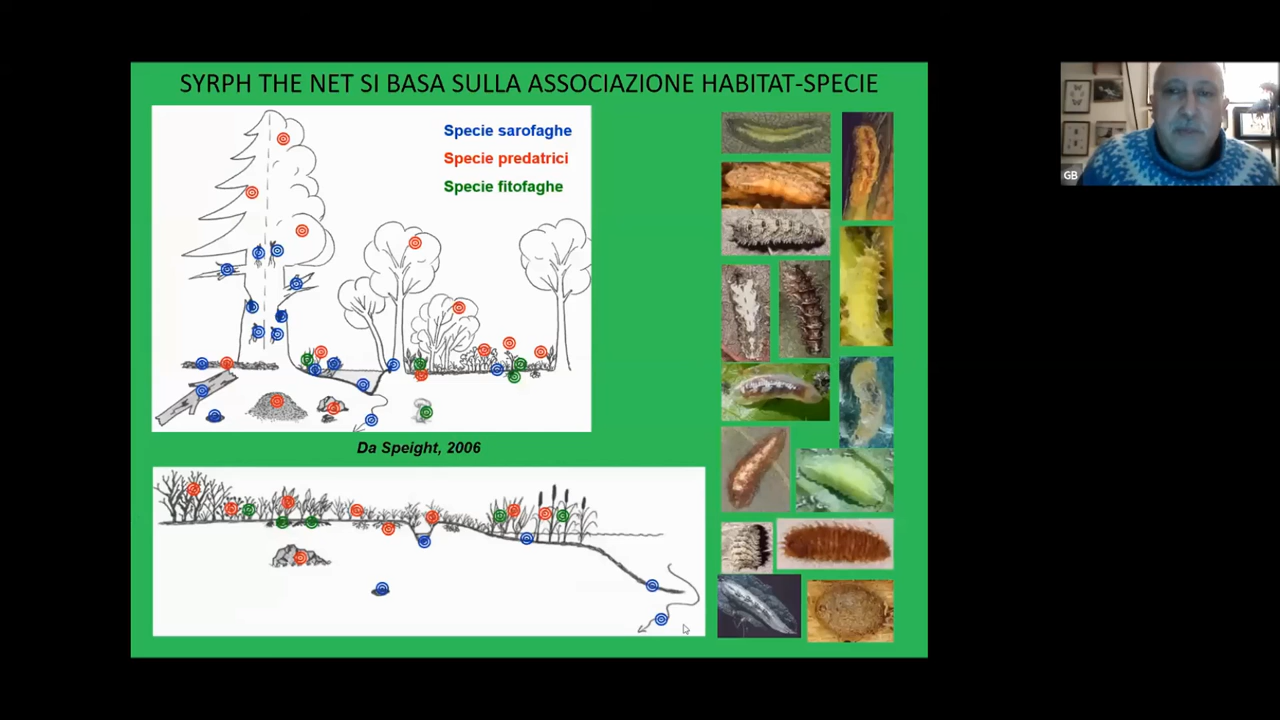 SYRPH THE NET SI BASA SULLA ASSOCIAZIONE HABITAT-SPECIE
Specie sarofaghe
Specie predatrici
Specie fitofaghe
Da Speight, 2006
GB